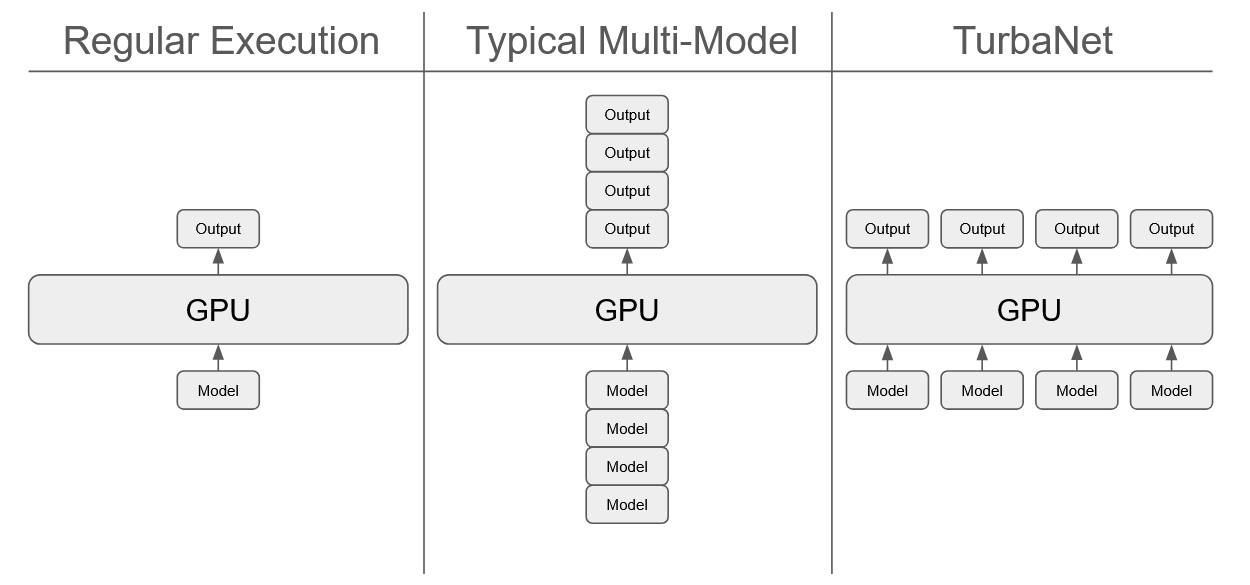 Regular Execution
Output
GPU
Model
Typical Multi-Model
Output
Output
Output
Output
GPU
Model
Model
Model
Model
TurbaNet
Output Output Output Output
GPU
Model Model Model Model